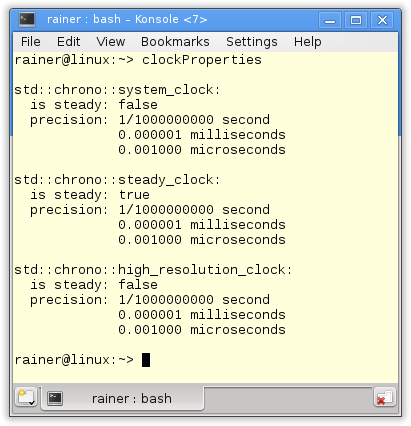 rainer : bash – Konsole <7>
File Edit View Bookmarks Settings Help
rainer@linux:~> clockProperties
std::chrono::system_clock:
is steady: false
precision: 1/1000000000 second
0.000001 milliseconds
0.001000 microseconds
std::chrono::steady_clock:
is steady: true
precision: 1/1000000000 second
0.000001 milliseconds
0.001000 microseconds
std::chrono::high_resolution_clock:
is steady: false
precision: 1/1000000000 second
0.000001 milliseconds
0.001000 microseconds
rainer@linux:~>
rainer : bash